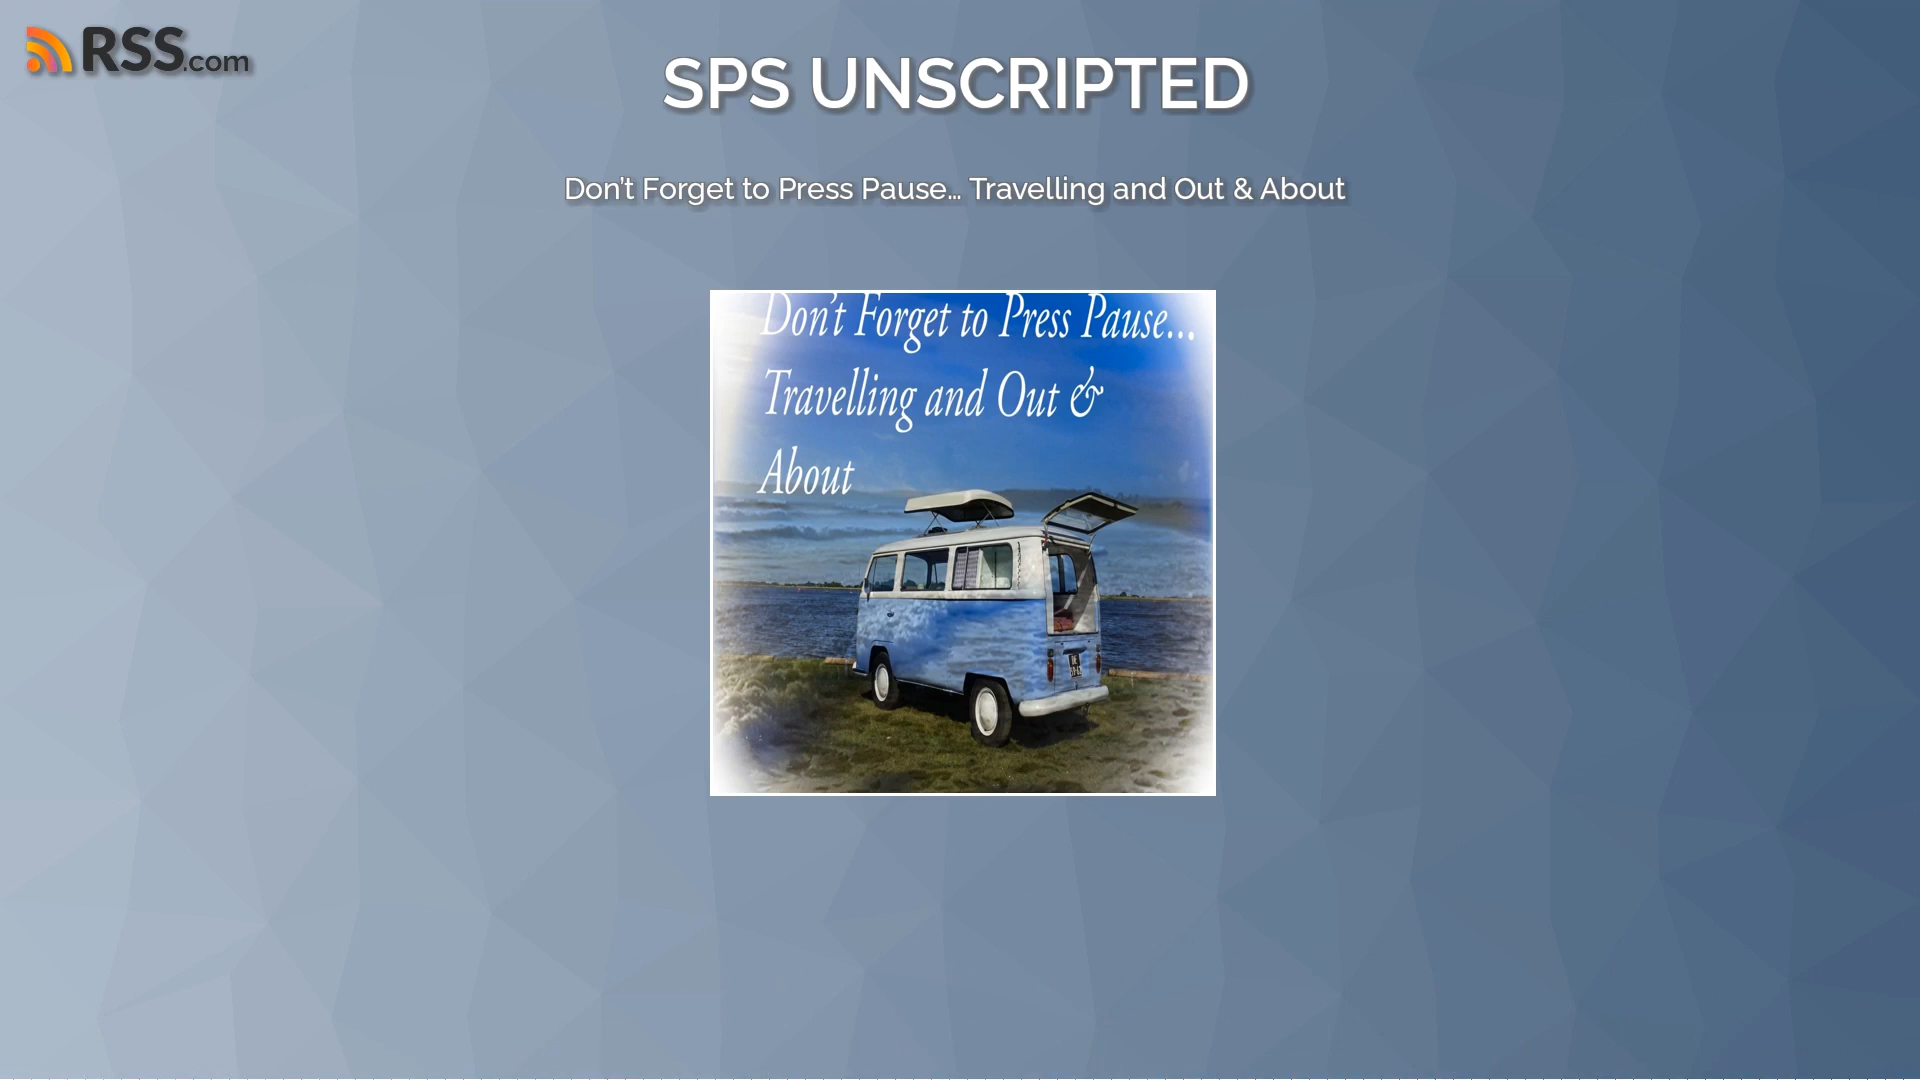 RSS.com
SPS UNSCRIPTED
Don't Forget to Press Pause... Travelling and Out & About
Don't Forget to Press Pause...
Travelling and Out &
About